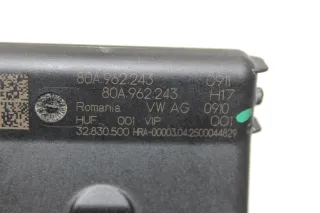 80A.962.243 0911
80A.962.243 H17
Romania VW AG 0910
HUF 001 VIP 001
32.830.500 HRA-00003.04.2500044829